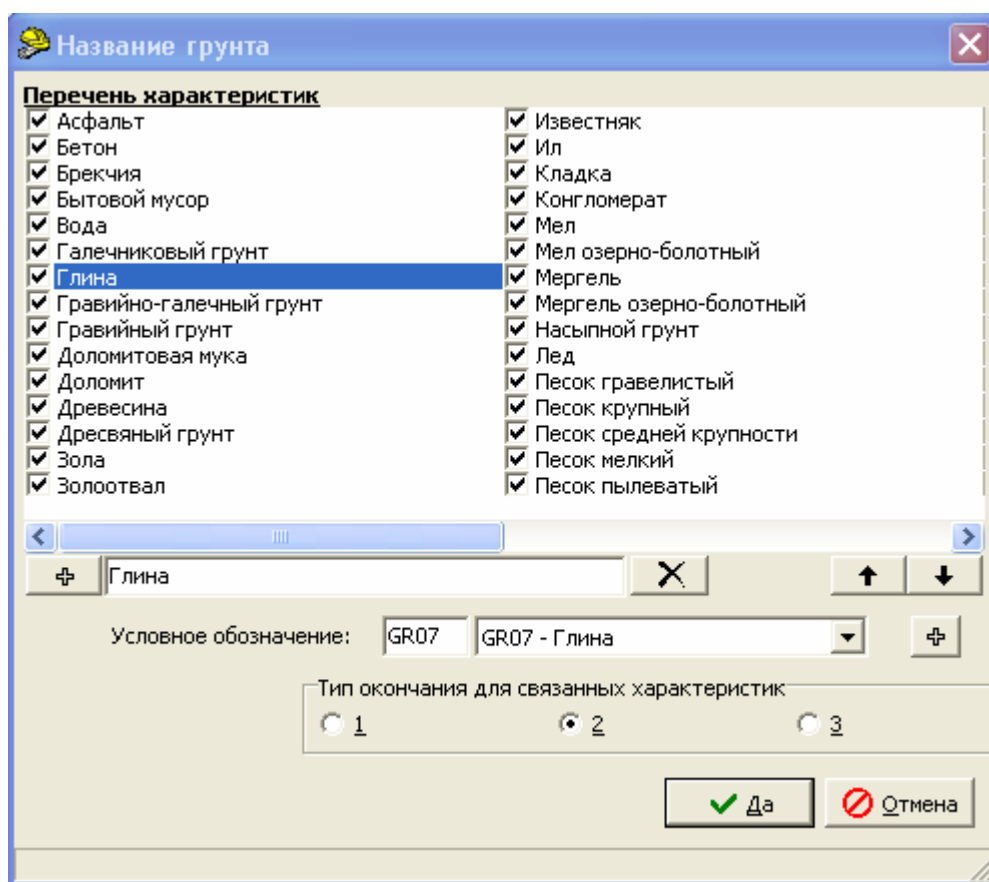 Название грунта
Перечень характеристик
Асфальт
Бетон
Брекчия
Бытовой мусор
Вода
Галечниковый грунт
Глина
Гравийно-галечный грунт
Гравийный грунт
Доломитовая мука
Доломит
Древесина
Дресвяный грунт
Зола
Золоотвал
Известняк
Ил
Кладка
Конгломерат
Мел
Мел озерно-болотный
Мергель
Мергель озерно-болотный
Насыпной грунт
Лед
Песок гравелистый
Песок крупный
Песок средней крупности
Песок мелкий
Песок пылеватый
Глина
Условное обозначение: GR07 GR07 - Глина
Тип окончания для связанных характеристик
1 2 3
Да Отмена